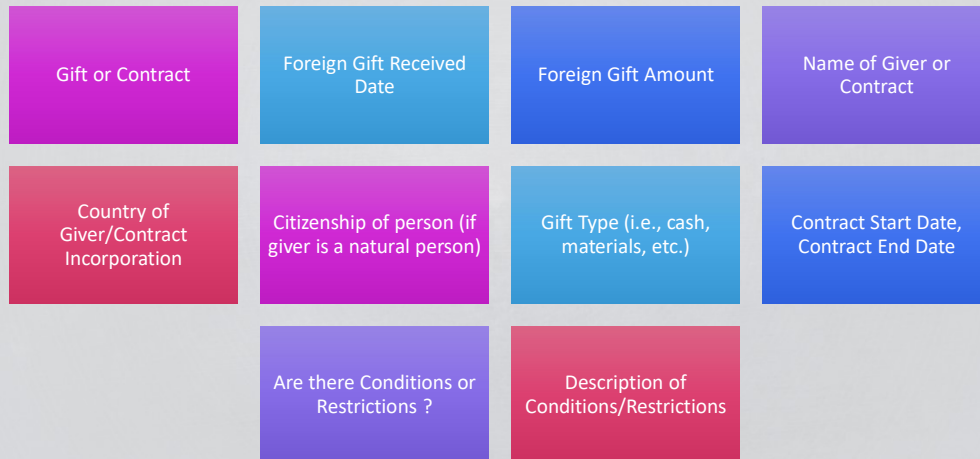 Gift or Contract
Foreign Gift Received
Date
Foreign Gift Amount
Name of Giver or
Contract
Country of
Giver/Contract
Incorporation
Citizenship of person (if
giver is a natural person)
Gift Type (i.e., cash,
materials, etc.)
Contract Start Date,
Contract End Date
Are there Conditions or
Restrictions ?
Description of
Conditions/Restrictions